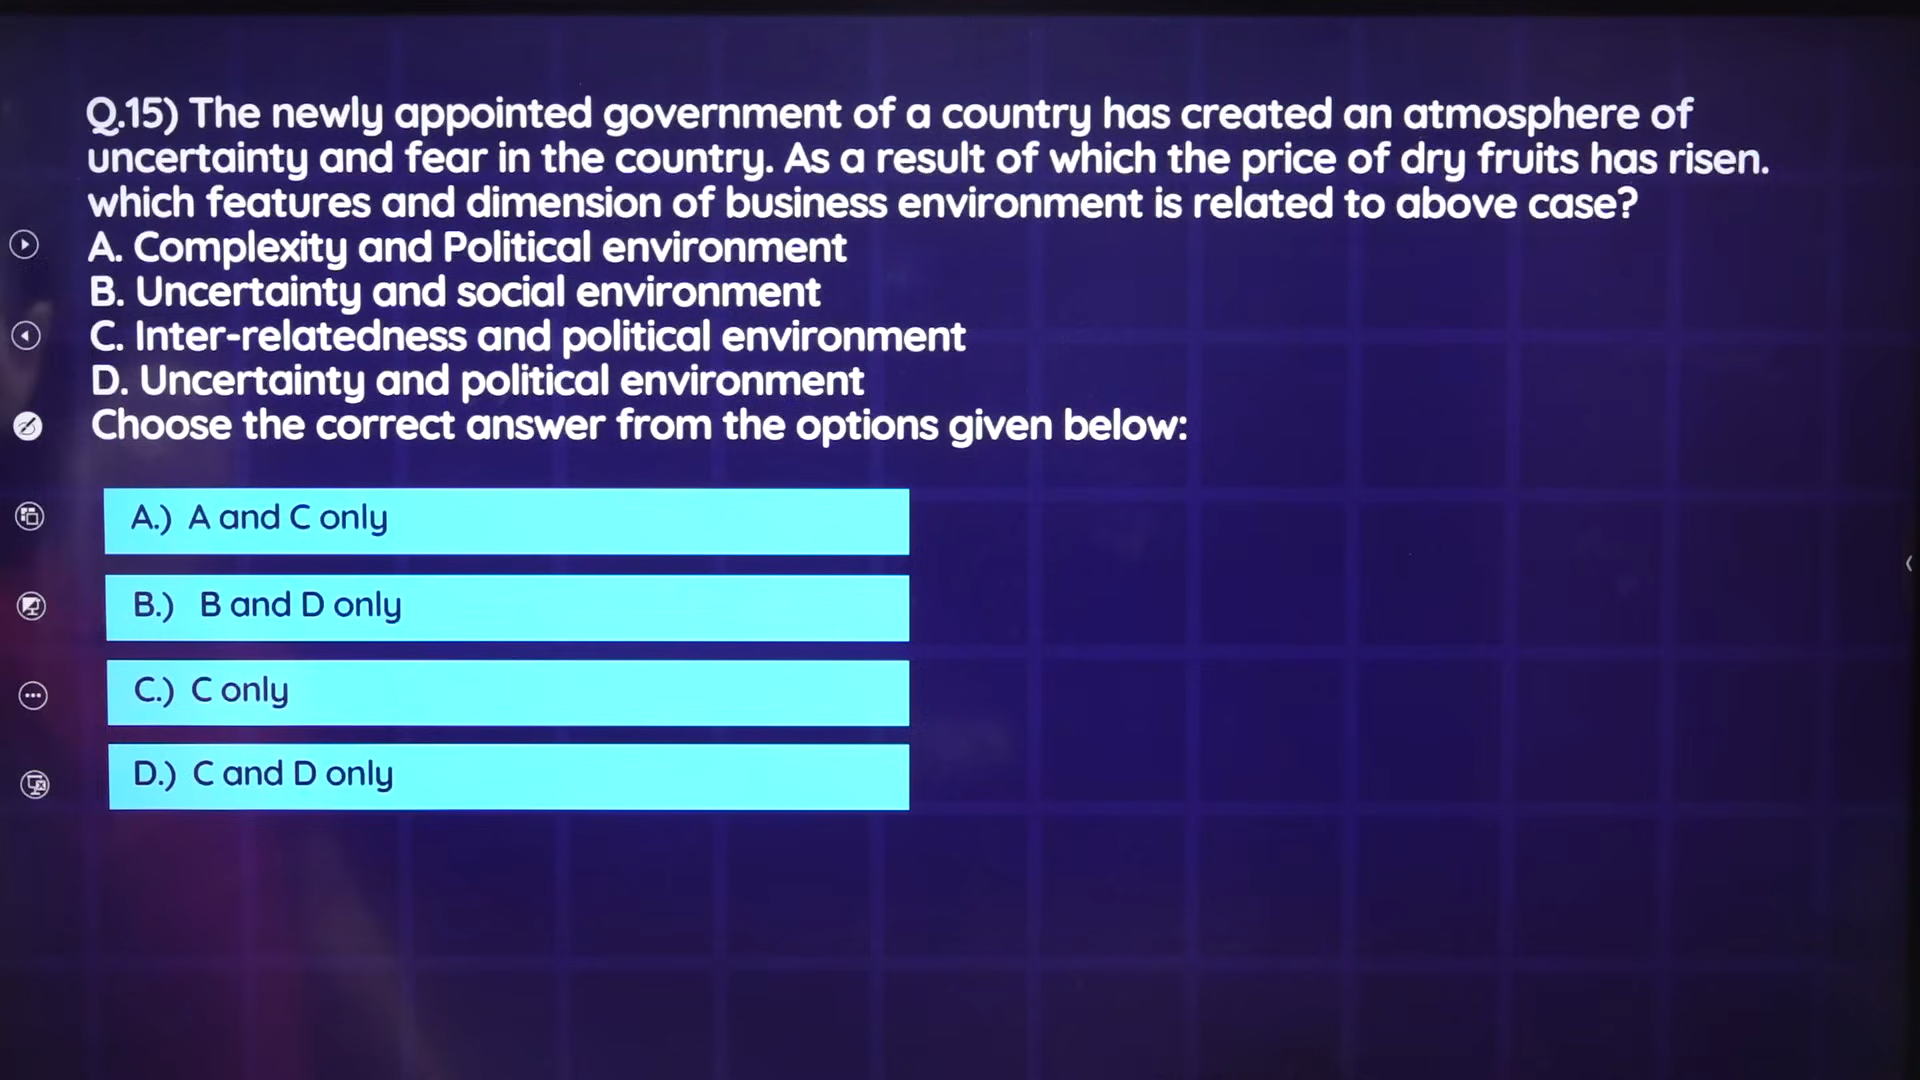 Q.15) The newly appointed government of a country has created an atmosphere of
uncertainty and fear in the country. As a result of which the price of dry fruits has risen.
which features and dimension of business environment is related to above case?
A. Complexity and Political environment
B. Uncertainty and social environment
C. Inter-relatedness and political environment
D. Uncertainty and political environment
Choose the correct answer from the options given below:
A.) A and C only
B.) B and D only
C.) C only
D.) C and D only